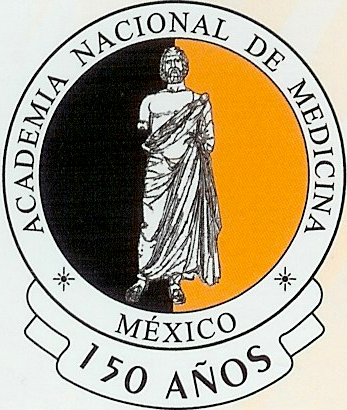 ACADEMIA NACIONAL DE MEDICINA
MÉXICO
150 AÑOS